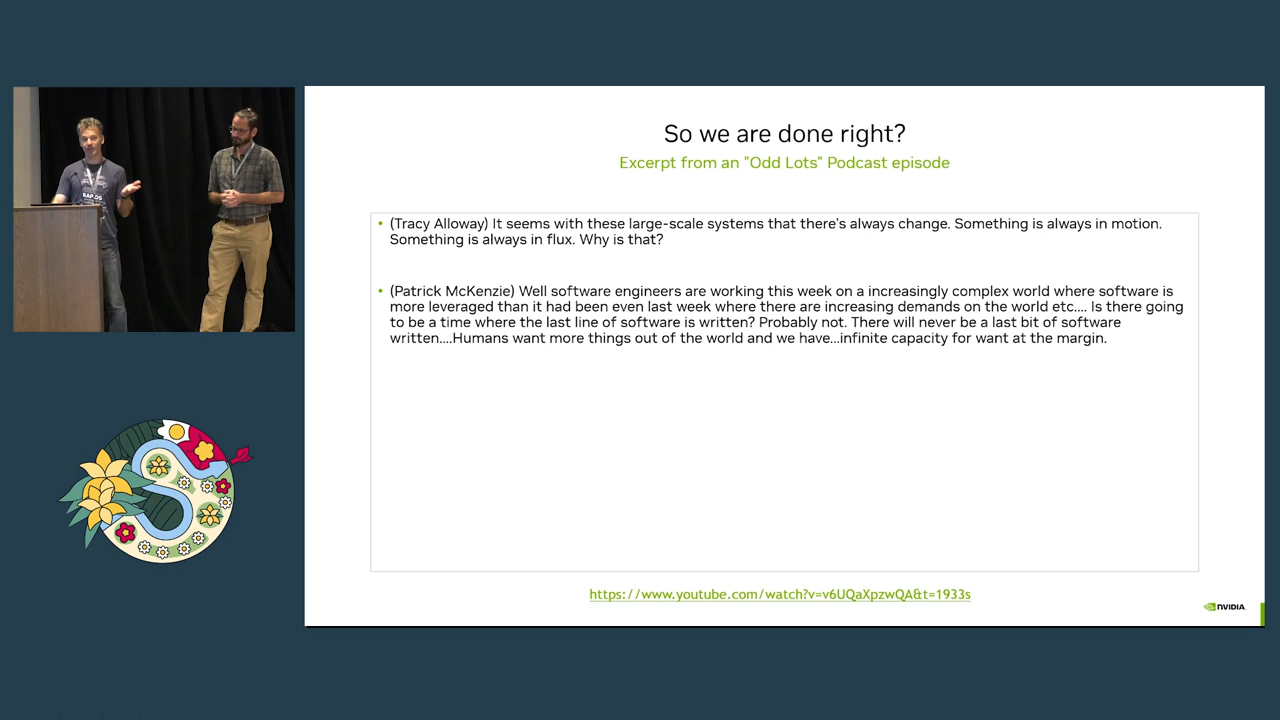 So we are done right?
Excerpt from an "Odd Lots" Podcast episode
• (Tracy Alloway) It seems with these large-scale systems that there's always change. Something is always in motion.
Something is always in flux. Why is that?
• (Patrick McKenzie) Well software engineers are working this week on a increasingly complex world where software is
more leveraged than it had been even last week where there are increasing demands on the world etc.... Is there going
to be a time where the last line of software is written? Probably not. There will never be a last bit of software
written....Humans want more things out of the world and we have...infinite capacity for want at the margin.
https://www.youtube.com/watch?v=v6UQaXpzwQA&t=1933s
NVIDIA
RAPIDS